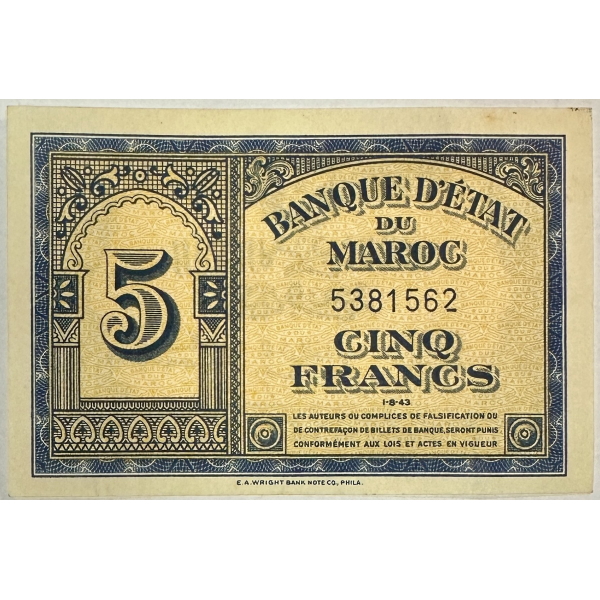 5
BANQUE D'ÉTAT
DU
MAROC
5381562
CINQ
FRANCS
1-8-43
LES AUTEURS OU COMPLICES DE FALSIFICATION OU
DE CONTREFAÇON DE BILLETS DE BANQUE, SERONT PUNIS
CONFORMÉMENT AUX LOIS ET ACTES EN VIGUEUR
E.A. WRIGHT BANK NOTE CO., PHILA.